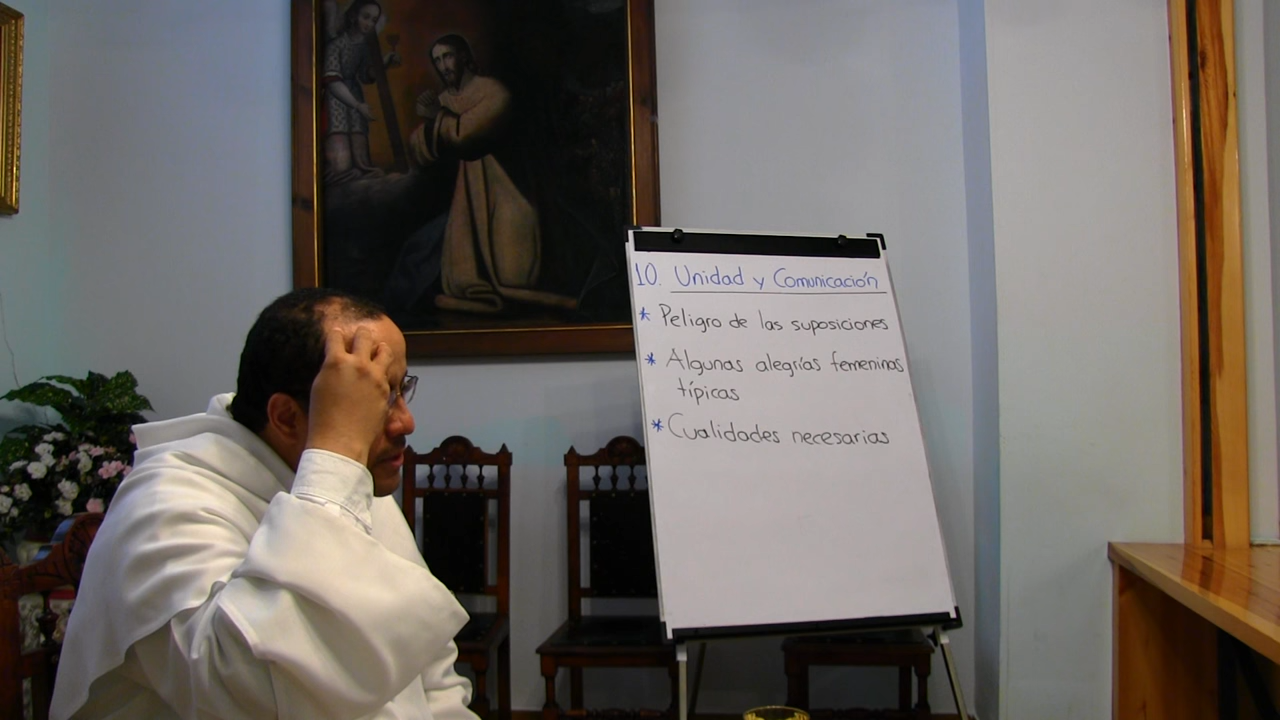 10. Unidad y Comunicación
* Peligro de las suposiciones
* Algunas alegrías femeninas
típicas
* Cualidades necesarias